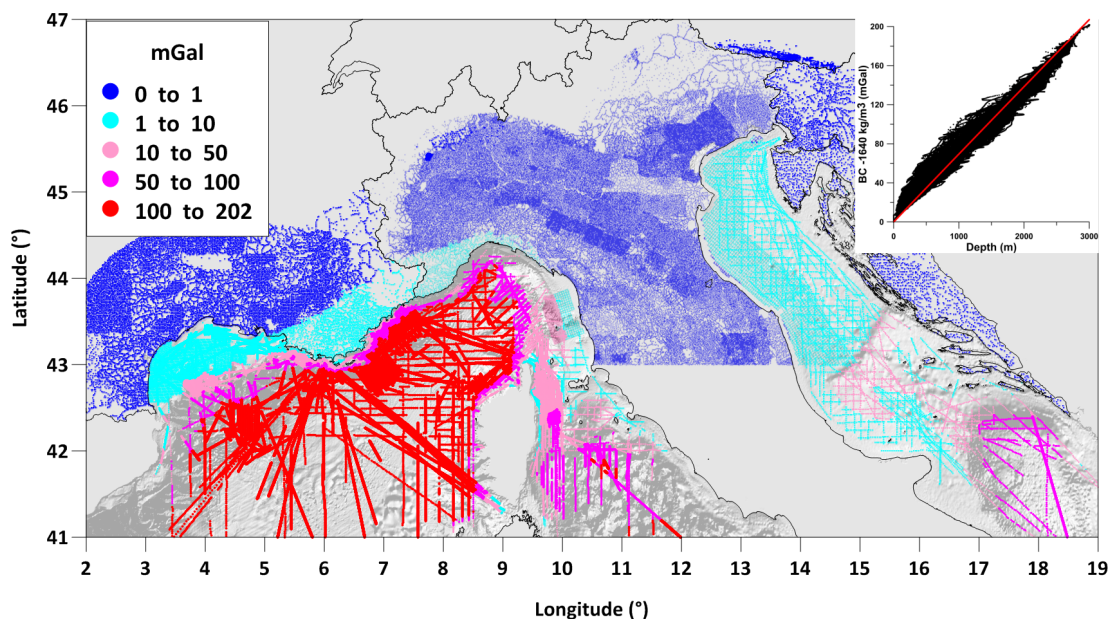 47
46
45
44
43
42
41
Latitude (°)
mGal
0 to 1
1 to 10
10 to 50
50 to 100
100 to 202
200
160
120
80
40
0
BC -1640 kg/m3 (mGal)
0 1000 2000 3000
Depth (m)
2 3 4 5 6 7 8 9 10 11 12 13 14 15 16 17 18 19
Longitude (°)